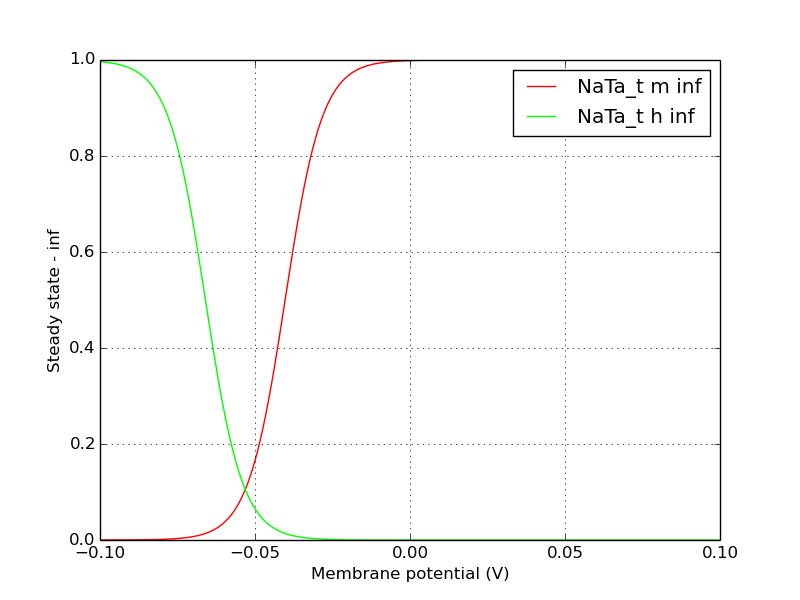 NaTa_t m inf
NaTa_t h inf
1.0
0.8
0.6
0.4
0.2
0.0
Steady state - inf
−0.10
−0.05
0.00
0.05
0.10
Membrane potential (V)